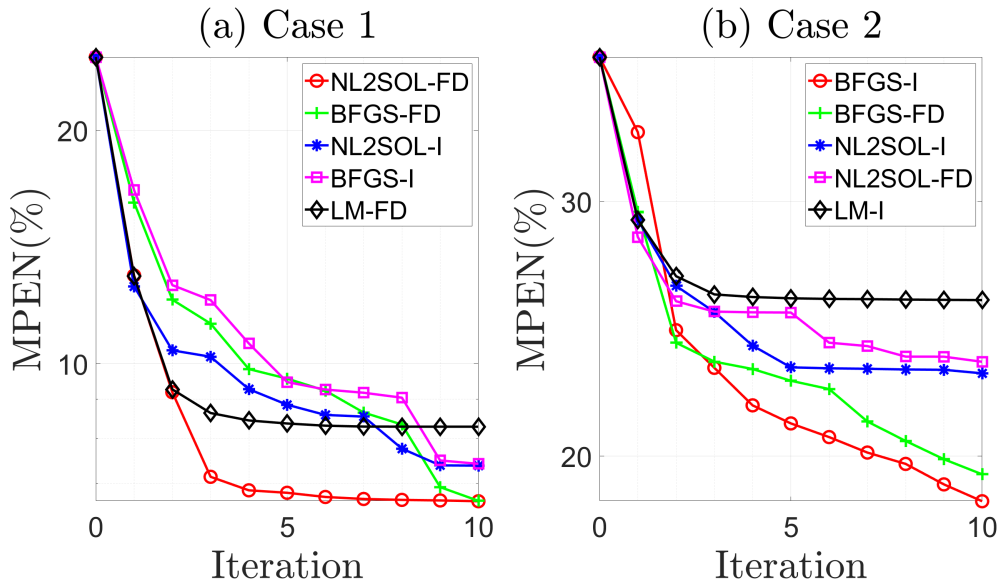 (a) Case 1
MPEN(%)
20
10
0
5
10
Iteration
NL2SOL-FD
BFGS-FD
NL2SOL-I
BFGS-I
LM-FD
(b) Case 2
MPEN(%)
30
20
0
5
10
Iteration
BFGS-I
BFGS-FD
NL2SOL-I
NL2SOL-FD
LM-I